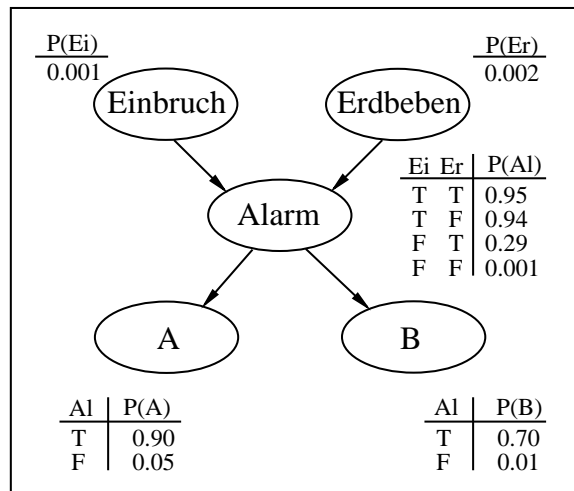 P(Ei)
0.001
P(Er)
0.002
Einbruch
Erdbeben
Ei Er P(Al)
T T 0.95
T F 0.94
F T 0.29
F F 0.001
Alarm
A
B
Al P(A)
T 0.90
F 0.05
Al P(B)
T 0.70
F 0.01